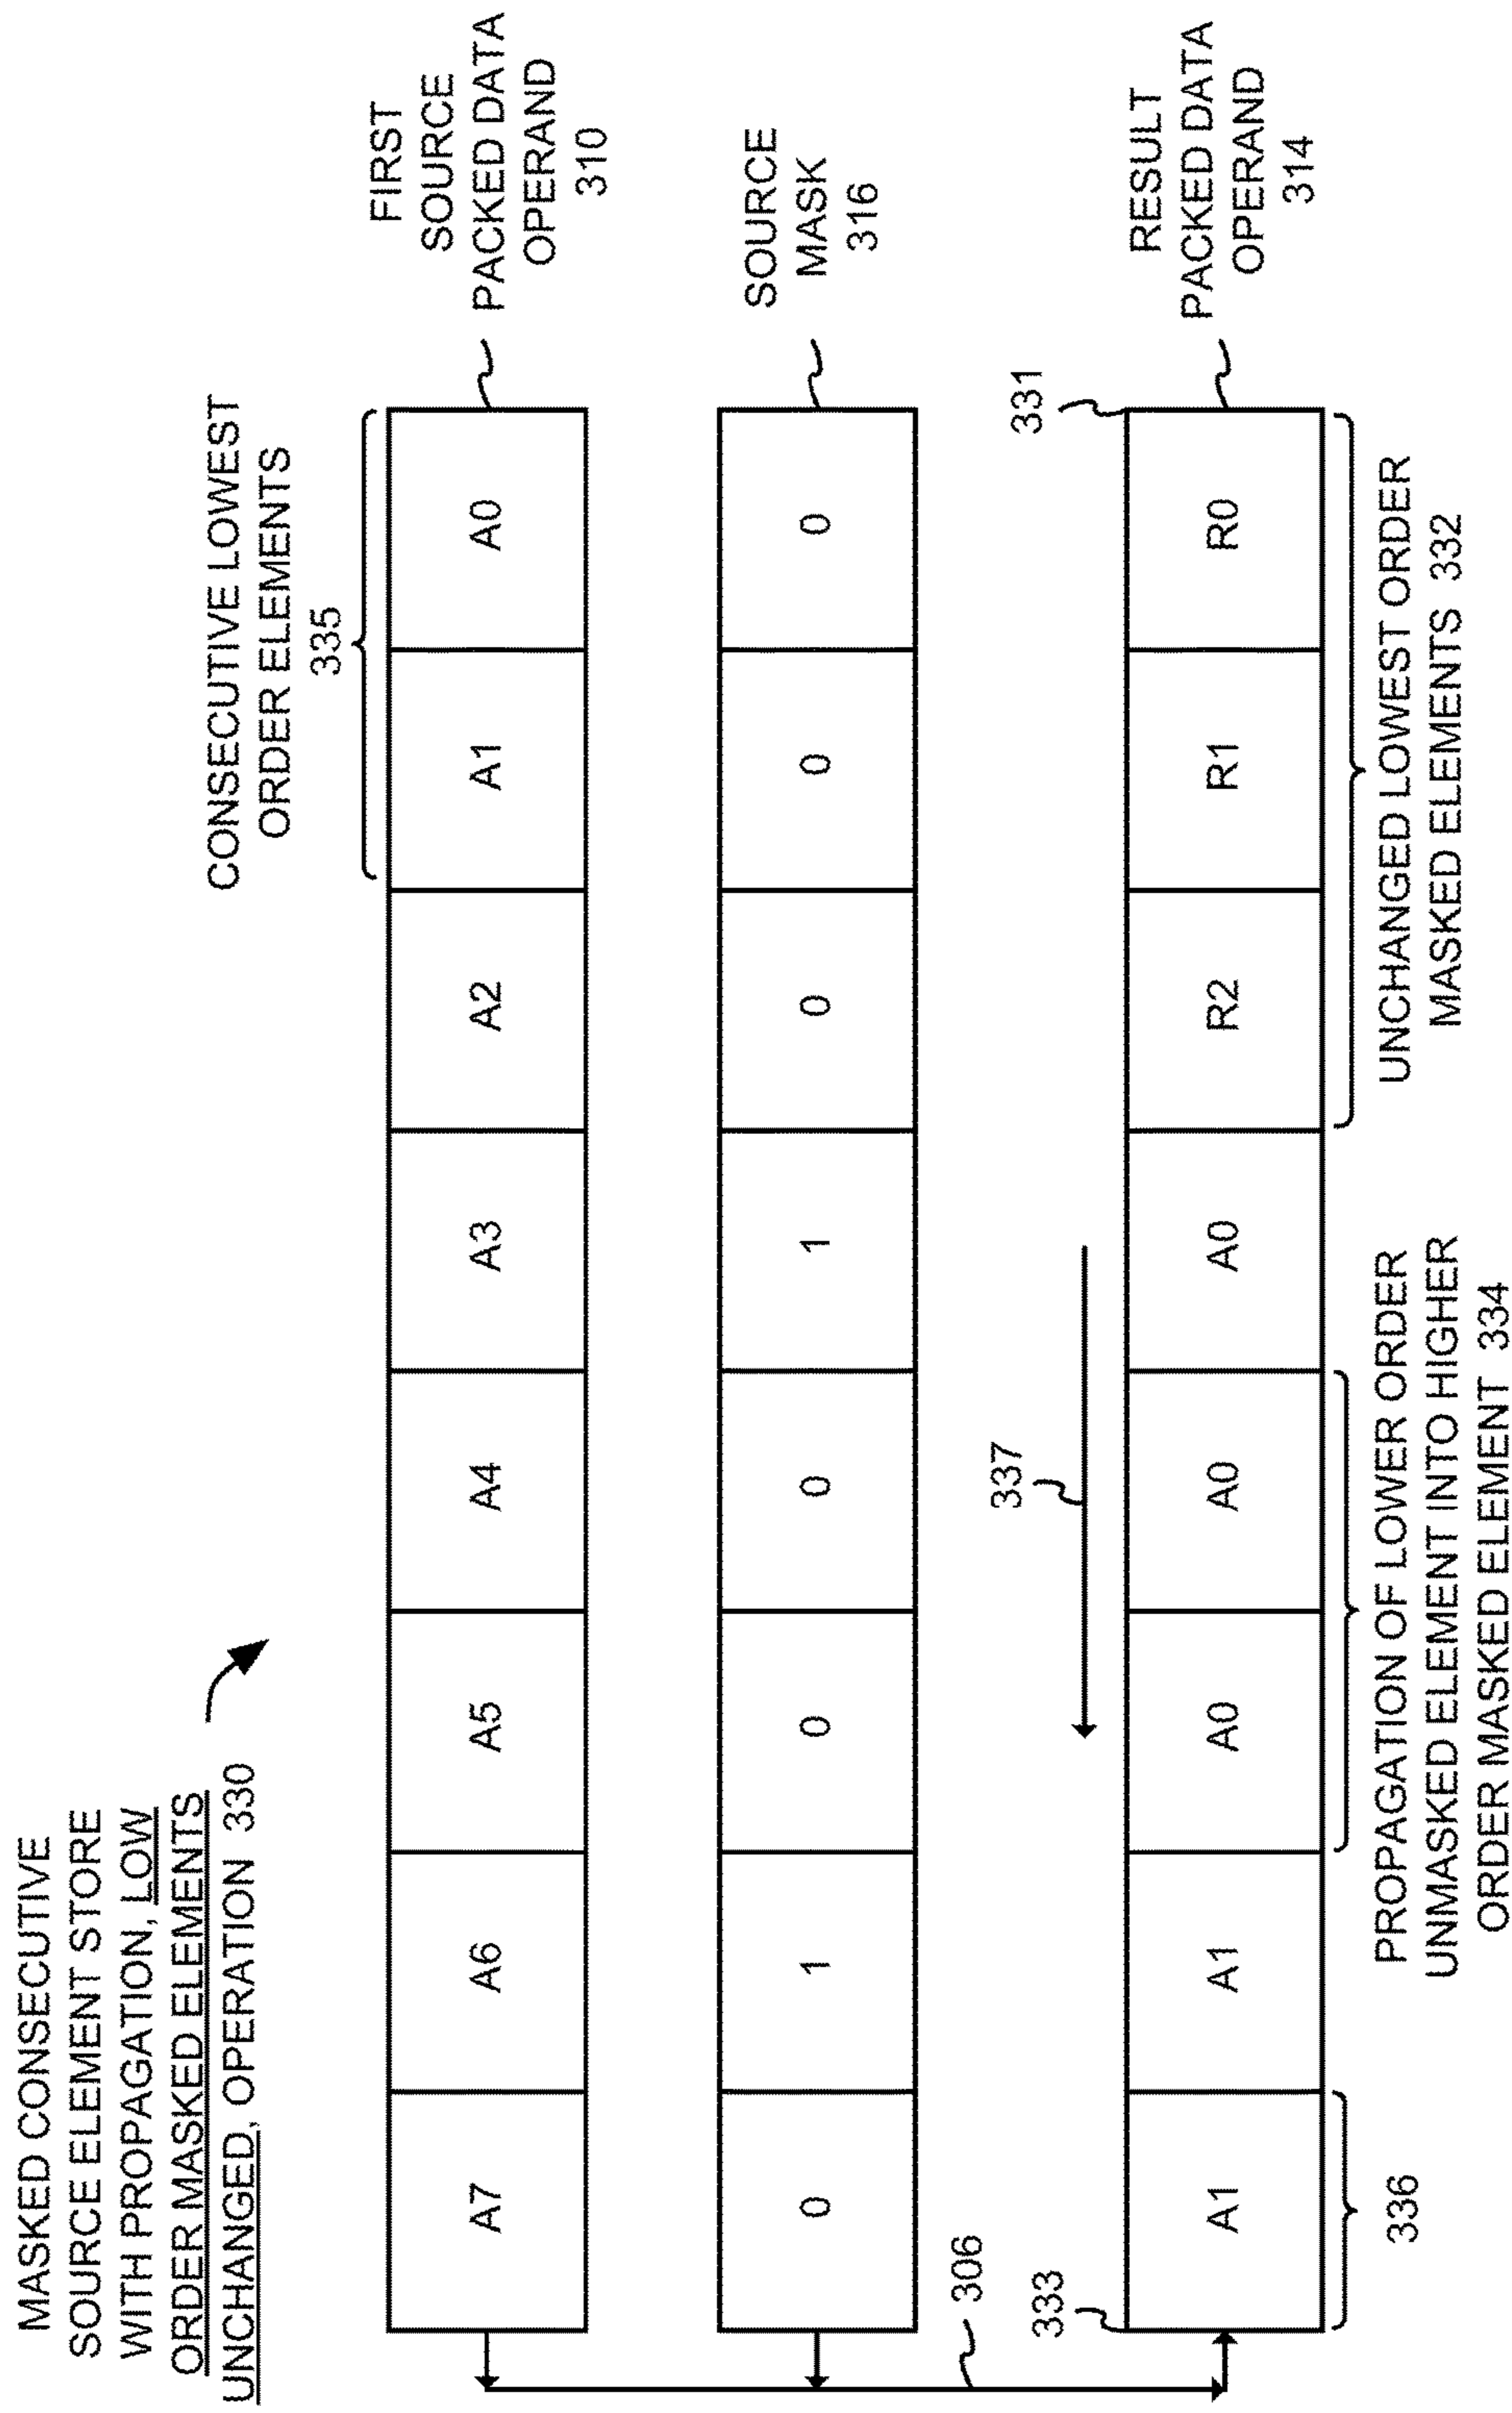 MASKED CONSECUTIVE
SOURCE ELEMENT STORE
WITH PROPAGATION, LOW
ORDER MASKED ELEMENTS
UNCHANGED, OPERATION 330
CONSECUTIVE LOWEST
ORDER ELEMENTS
335
A7 A6 A5 A4 A3 A2 A1 A0
FIRST
SOURCE
PACKED DATA
OPERAND
310
0 1 0 0 1 0 0 0
SOURCE
MASK
316
306
333
337
331
A1 A1 A0 A0 A0 R2 R1 R0
RESULT
PACKED DATA
OPERAND
314
336
PROPAGATION OF LOWER ORDER
UNMASKED ELEMENT INTO HIGHER
ORDER MASKED ELEMENT 334
UNCHANGED LOWEST ORDER
MASKED ELEMENTS 332